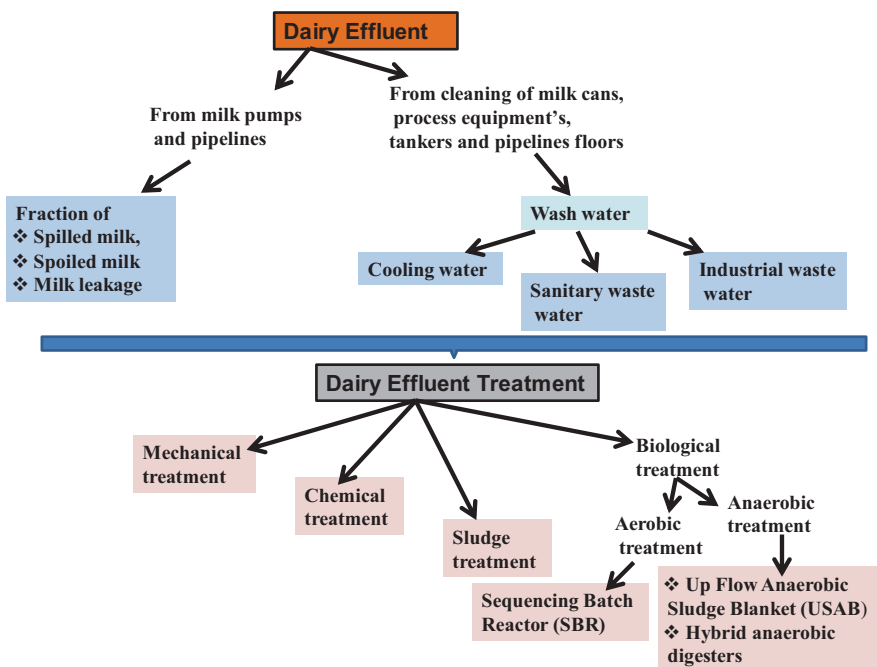 Dairy Effluent
From milk pumps
and pipelines
From cleaning of milk cans,
process equipment's,
tankers and pipelines floors
Fraction of
❖ Spilled milk,
❖ Spoiled milk
❖ Milk leakage
Wash water
Cooling water
Sanitary waste
water
Industrial waste
water
Dairy Effluent Treatment
Mechanical
treatment
Chemical
treatment
Sludge
treatment
Biological
treatment
Aerobic
treatment
Anaerobic
treatment
Sequencing Batch
Reactor (SBR)
❖ Up Flow Anaerobic
Sludge Blanket (USAB)
❖ Hybrid anaerobic
digesters